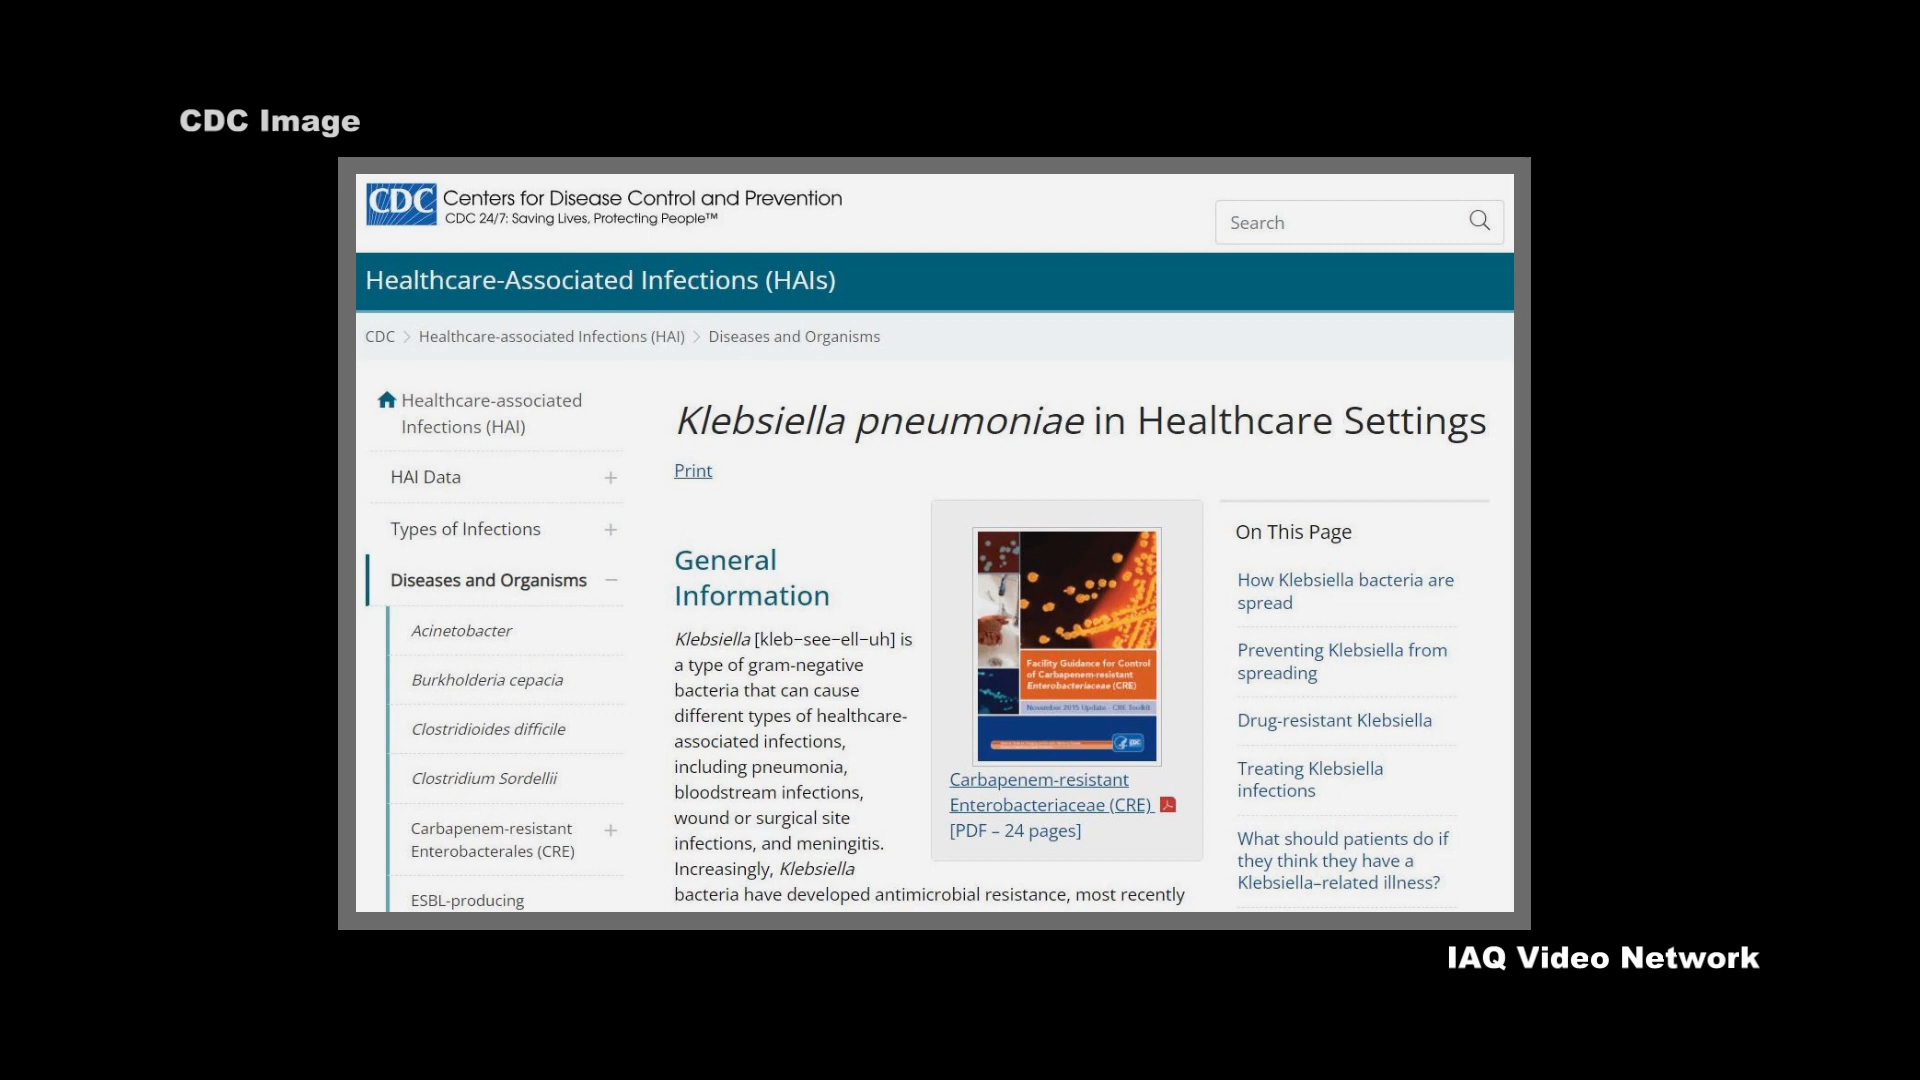 CDC Image
CDC Centers for Disease Control and Prevention
CDC 24/7: Saving Lives, Protecting People™
Search
Healthcare-Associated Infections (HAIs)
CDC > Healthcare-associated Infections (HAI) > Diseases and Organisms
Healthcare-associated
Infections (HAI)
HAI Data +
Types of Infections +
Diseases and Organisms −
Acinetobacter
Burkholderia cepacia
Clostridioides difficile
Clostridium Sordellii
Carbapenem-resistant +
Enterobacterales (CRE)
ESBL-producing
Klebsiella pneumoniae in Healthcare Settings
Print
General
Information
Klebsiella [kleb−see−ell−uh] is
a type of gram-negative
bacteria that can cause
different types of healthcare-
associated infections,
including pneumonia,
bloodstream infections,
wound or surgical site
infections, and meningitis.
Increasingly, Klebsiella
bacteria have developed antimicrobial resistance, most recently
Facility Guidance for Control
of Carbapenem-resistant
Enterobacteriaceae (CRE)
November 2015 Update - CRE Toolkit
CDC
Carbapenem-resistant
Enterobacteriaceae (CRE)
[PDF – 24 pages]
On This Page
How Klebsiella bacteria are
spread
Preventing Klebsiella from
spreading
Drug-resistant Klebsiella
Treating Klebsiella
infections
What should patients do if
they think they have a
Klebsiella–related illness?
IAQ Video Network